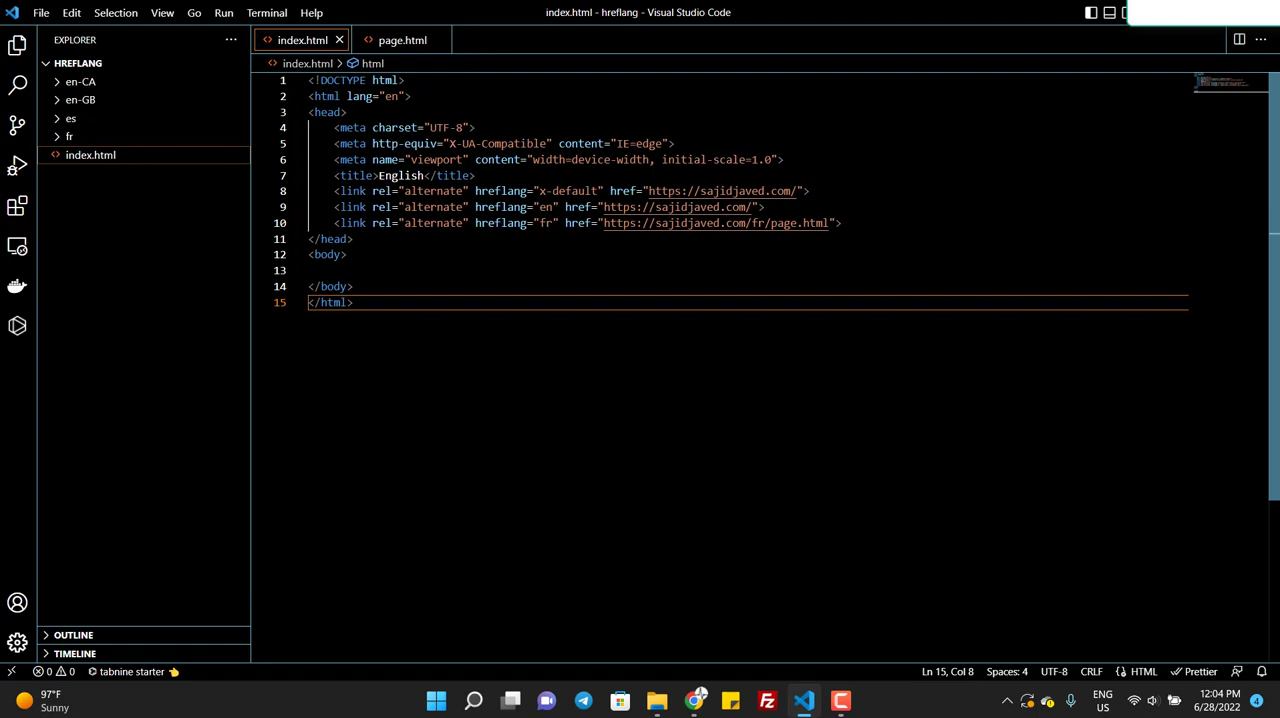 File Edit Selection View Go Run Terminal Help
index.html - hreflang - Visual Studio Code
EXPLORER
index.html
page.html
HREFLANG
index.html html
en-CA
en-GB
es
fr
index.html
1 <!DOCTYPE html>
2 <html lang="en">
3 <head>
4 <meta charset="UTF-8">
5 <meta http-equiv="X-UA-Compatible" content="IE=edge">
6 <meta name="viewport" content="width=device-width, initial-scale=1.0">
7 <title>English</title>
8 <link rel="alternate" hreflang="x-default" href="https://sajidjaved.com/">
9 <link rel="alternate" hreflang="en" href="https://sajidjaved.com/">
10 <link rel="alternate" hreflang="fr" href="https://sajidjaved.com/fr/page.html">
11 </head>
12 <body>
13
14 </body>
15 </html>
OUTLINE
TIMELINE
0 0 tabnine starter Ln 15, Col 8 Spaces: 4 UTF-8 CRLF HTML Prettier
97°F
Sunny
Fz
ENG
US
12:04 PM
6/28/2022
4